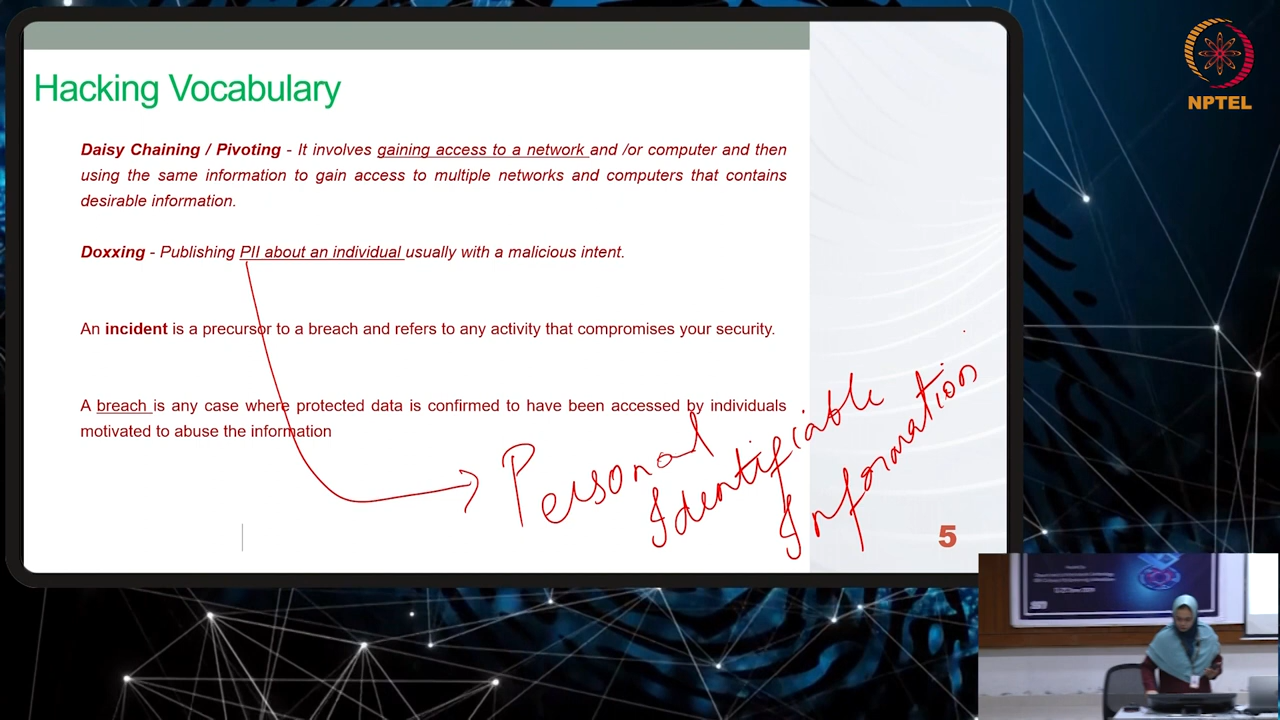 Hacking Vocabulary
Daisy Chaining / Pivoting - It involves gaining access to a network and /or computer and then
using the same information to gain access to multiple networks and computers that contains
desirable information.
Doxxing - Publishing PII about an individual usually with a malicious intent.
An incident is a precursor to a breach and refers to any activity that compromises your security.
A breach is any case where protected data is confirmed to have been accessed by individuals
motivated to abuse the information
Personal
Identifiable
Information
5
NPTEL